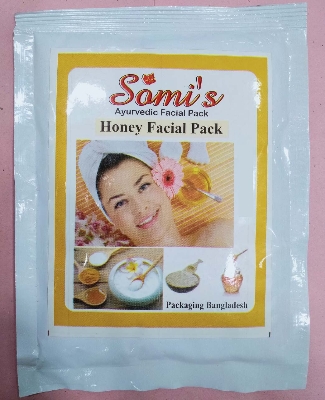 Somi's
Ayurvedic Facial Pack
Honey Facial Pack
Packaging Bangladesh